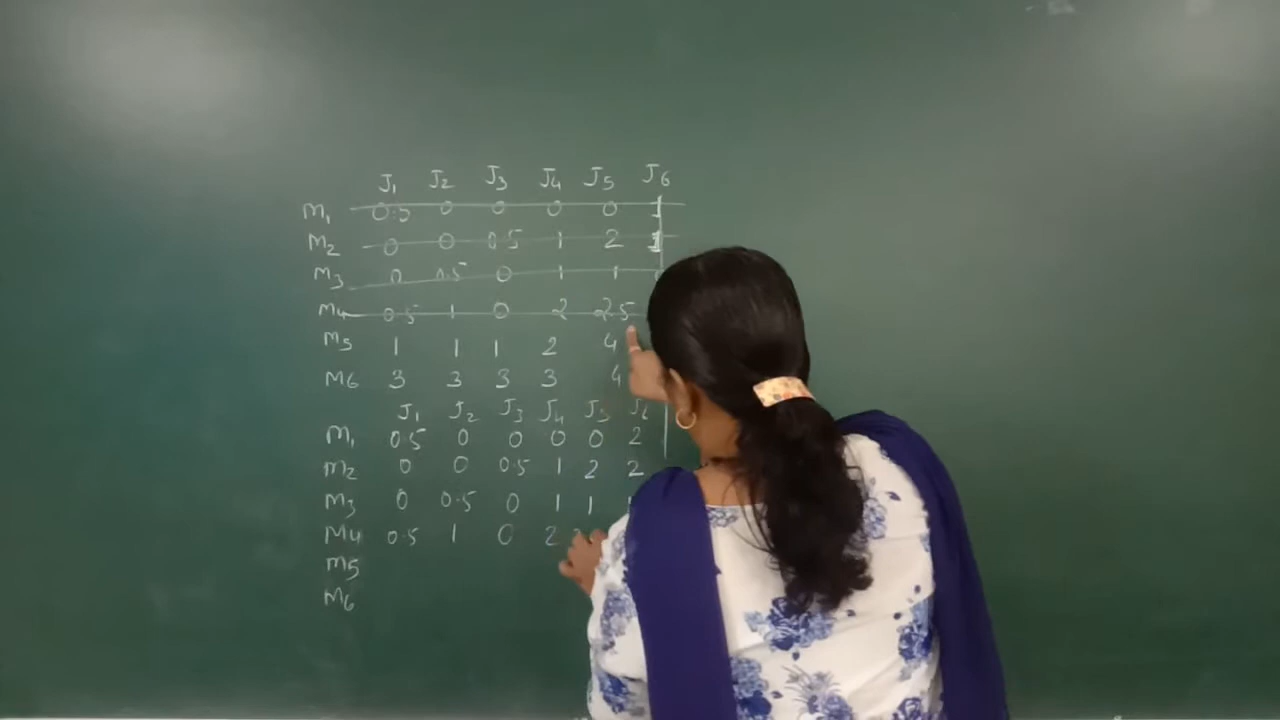 J1 J2 J3 J4 J5 J6
M1 0.5 0 0 0 0 1
M2 0 0 0.5 1 2 1
M3 0 0.5 0 1 1
M4 0.5 1 0 2 2.5
M5 1 1 1 2 4
M6 3 3 3 3 4
J1 J2 J3 J4 J5 J6
M1 0.5 0 0 0 0 2
M2 0 0 0.5 1 2 2
M3 0 0.5 0 1 1 1
M4 0.5 1 0 2
M5
M6